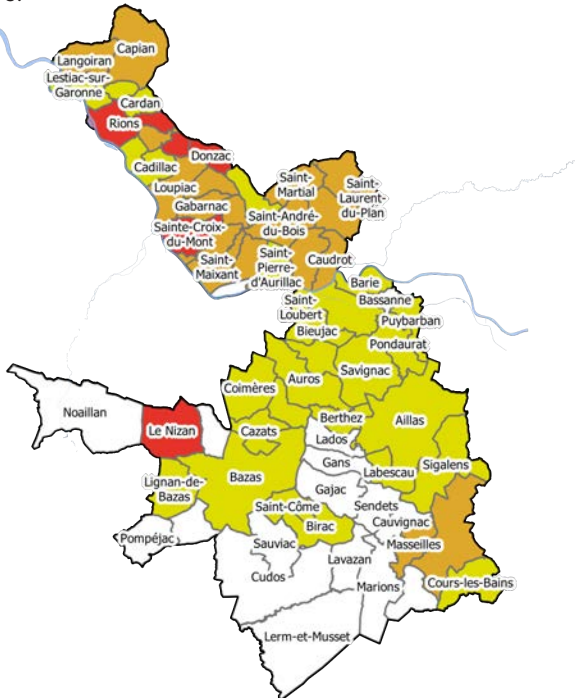 Capian
Langoiran
Lestiac-sur-
Garonne
Cardan
Rions
Donzac
Cadillac
Loupiac
Gabarnac
Saint-
Martial
Saint-
Laurent-
du-Plan
Saint-André-
du-Bois
Sainte-Croix-
du-Mont
Saint-
Maixant
Saint-
Pierre-
d'Aurillac
Caudrot
Barie
Saint-
Loubert
Bassanne
Puybarban
Bieujac
Pondaurat
Savignac
Auros
Coimères
Noaillan
Le Nizan
Berthez
Aillas
Cazats
Lados
Gans
Labescau
Sigalens
Bazas
Lignan-de-
Bazas
Gajac
Saint-Côme
Sendets
Birac
Cauvignac
Pompéjac
Sauviac
Masseilles
Lavazan
Cudos
Marions
Cours-les-Bains
Lerm-et-Musset